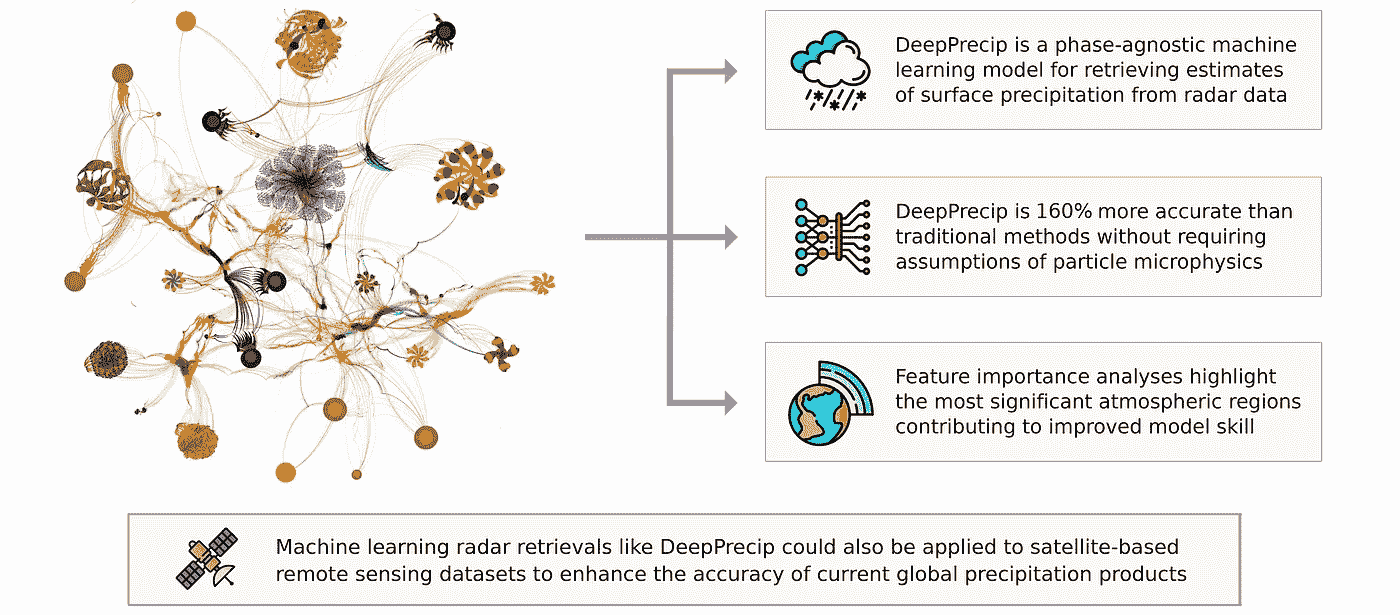 DeepPrecip is a phase-agnostic machine
learning model for retrieving estimates
of surface precipitation from radar data
DeepPrecip is 160% more accurate than
traditional methods without requiring
assumptions of particle microphysics
Feature importance analyses highlight
the most significant atmospheric regions
contributing to improved model skill
Machine learning radar retrievals like DeepPrecip could also be applied to satellite-based
remote sensing datasets to enhance the accuracy of current global precipitation products